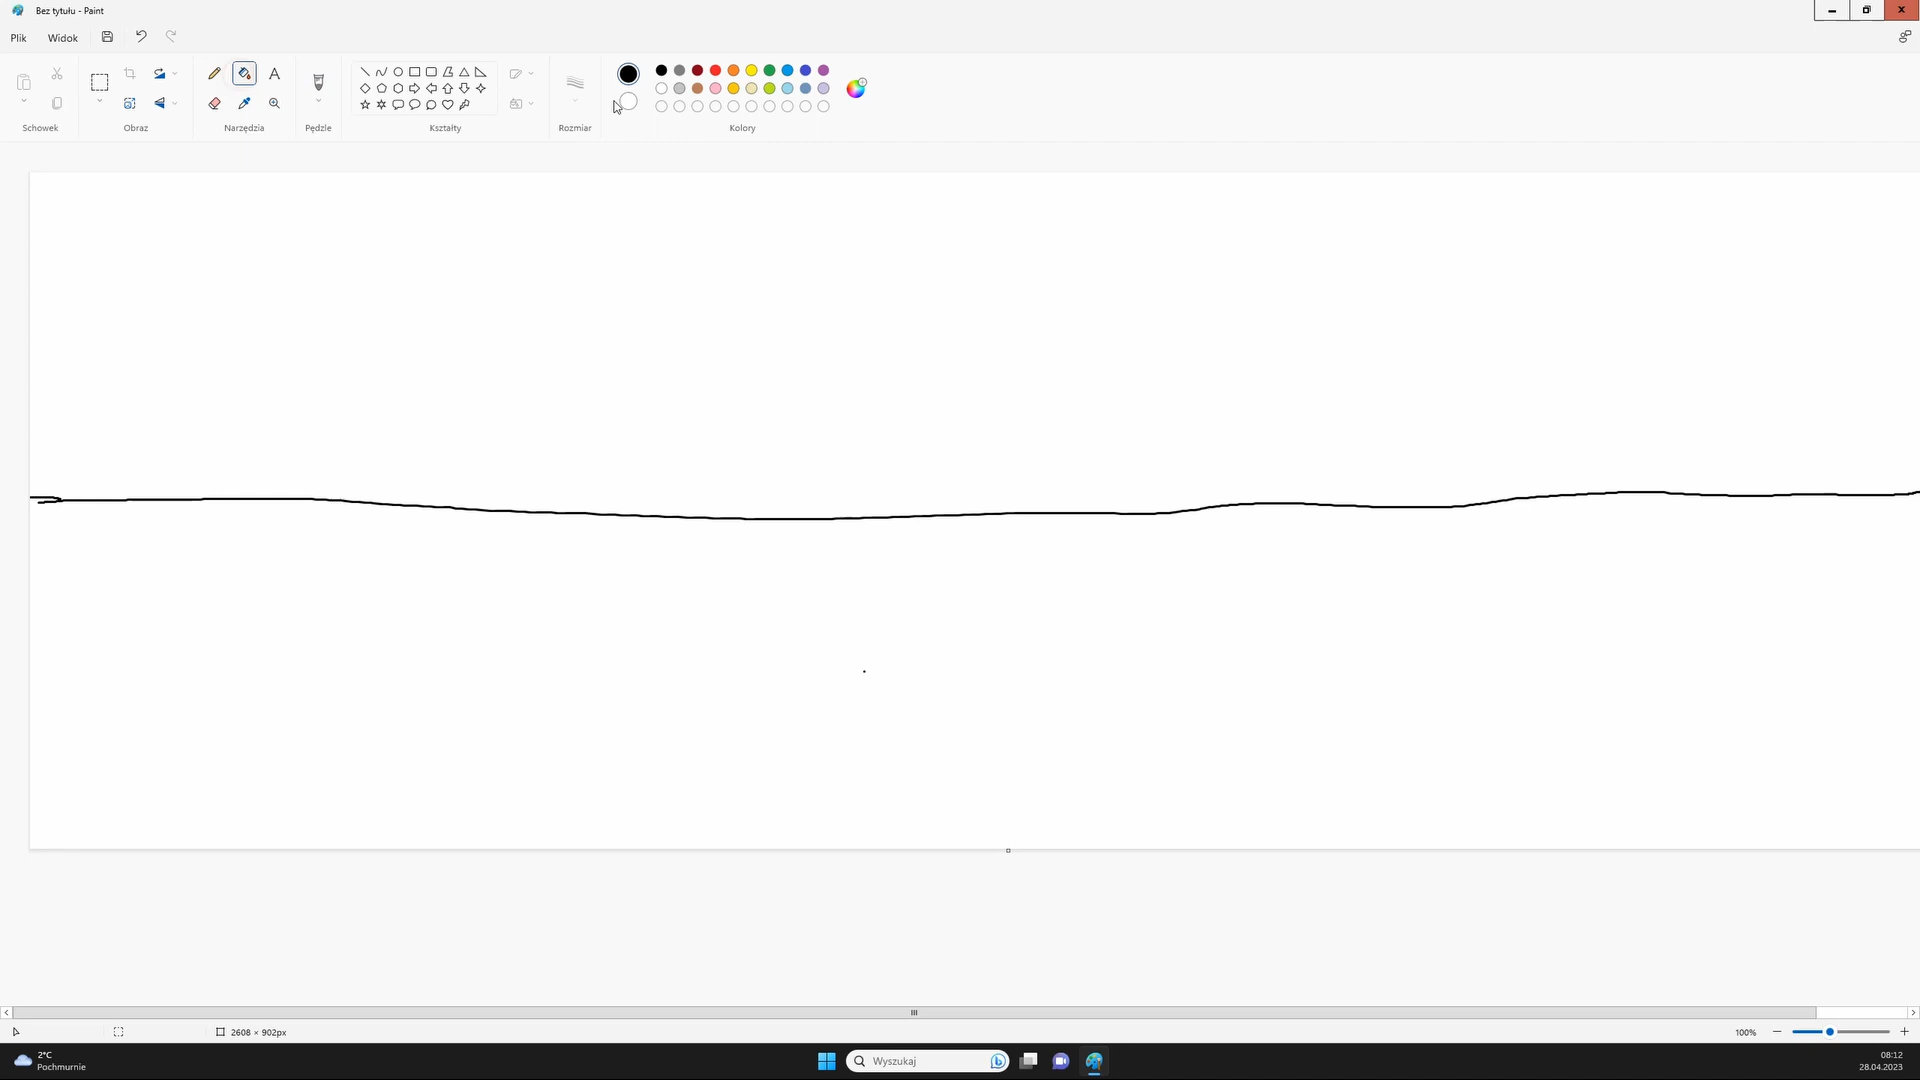 Bez tytułu - Paint
Plik Widok
A
Schowek Obraz Narzędzia Pędzle Kształty Rozmiar Kolory
2608 × 902px 100%
2°C
Pochmurnie
Wyszukaj
08:12
28.04.2023